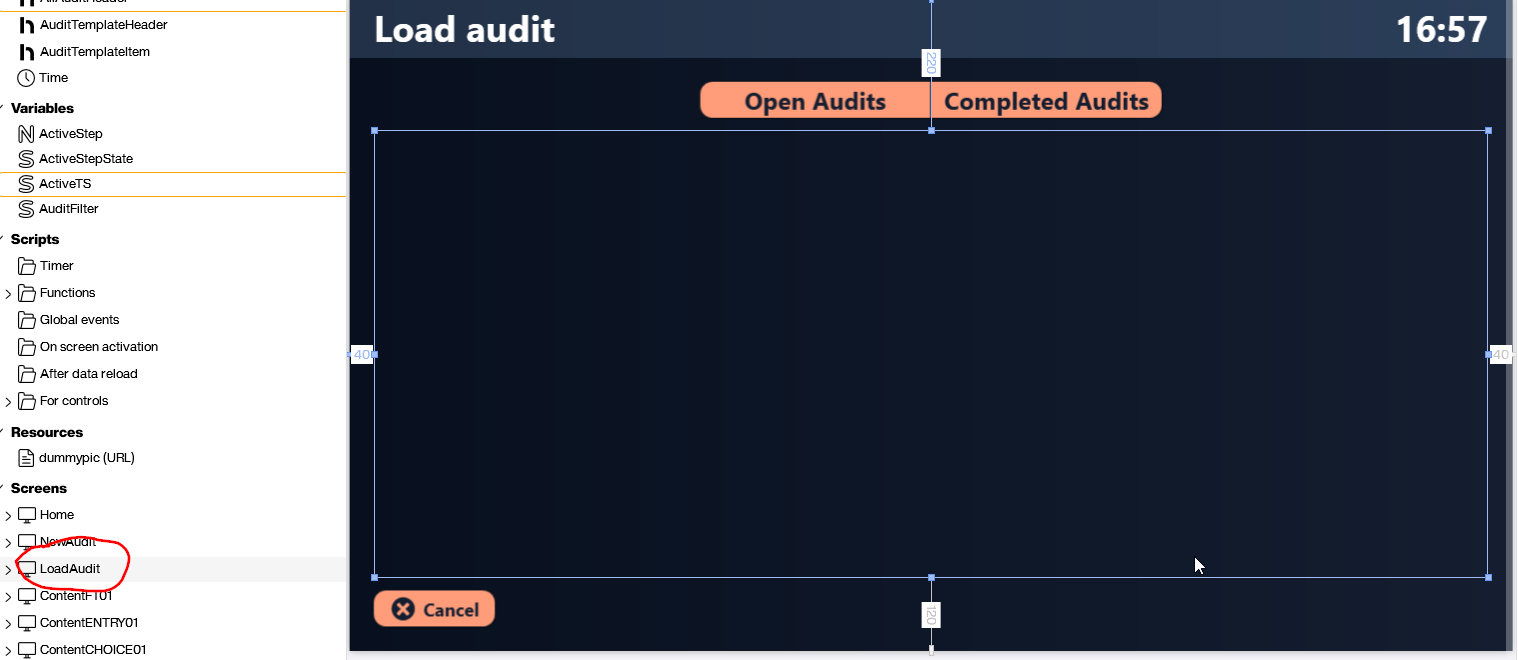 AuditTemplateHeader
AuditTemplateItem
Time
Variables
ActiveStep
ActiveStepState
ActiveTS
AuditFilter
Scripts
Timer
Functions
Global events
On screen activation
After data reload
For controls
Resources
dummypic (URL)
Screens
Home
NewAudit
LoadAudit
ContentFT01
ContentENTRY01
ContentCHOICE01
Load audit
16:57
220
Open Audits
Completed Audits
40
40
Cancel
120